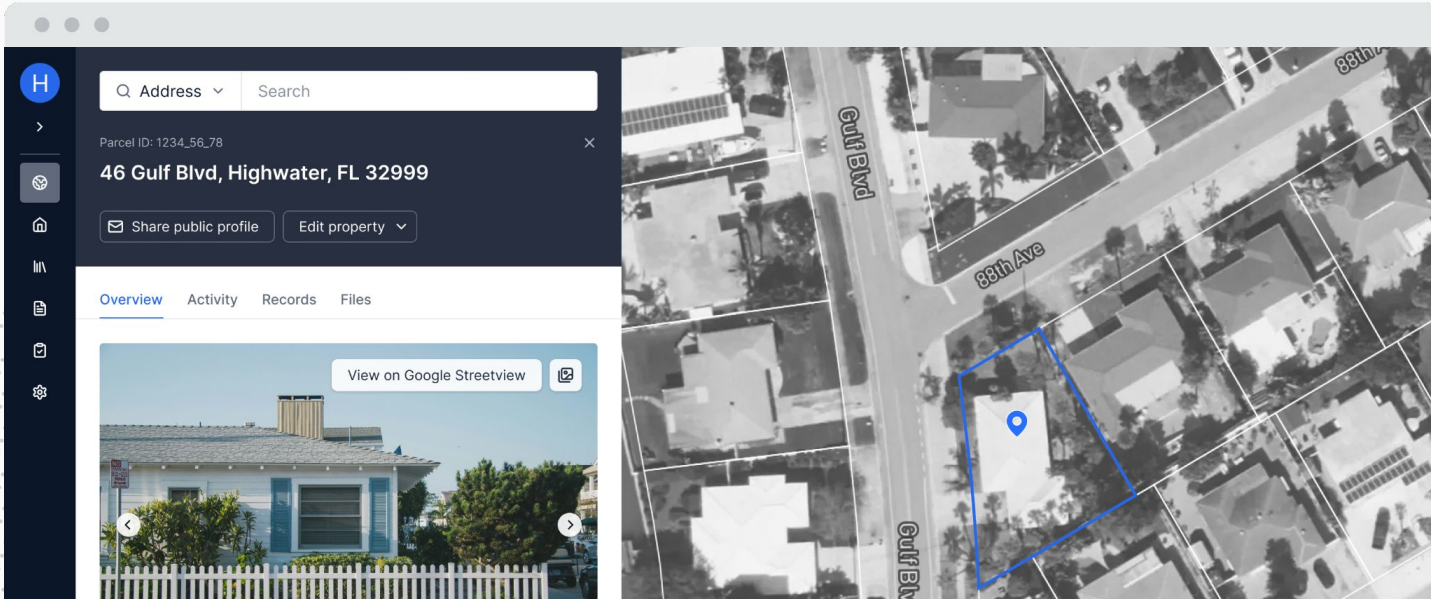 H
Address
Search
Parcel ID: 1234_56_78
46 Gulf Blvd, Highwater, FL 32999
Share public profile
Edit property
Overview Activity Records Files
View on Google Streetview
Gulf Blvd
88th A
88th Ave
Gulf Blv